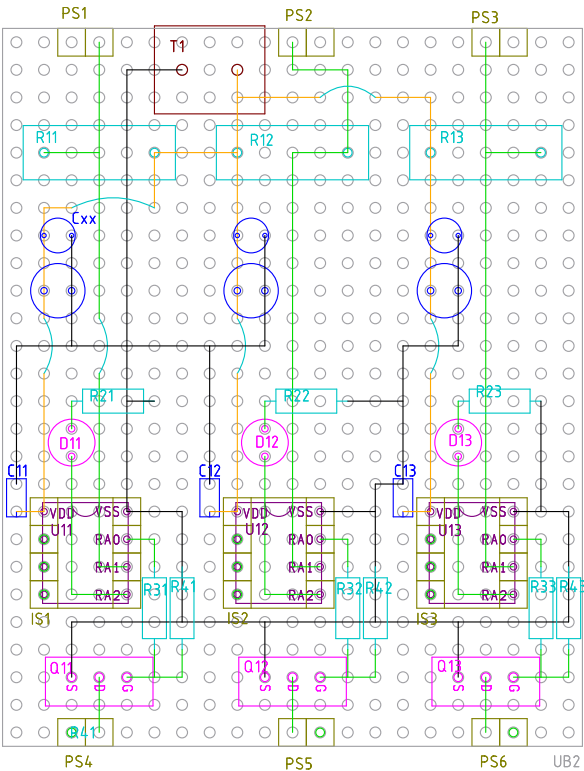 PS1 PS2 PS3
T1
R11 R12 R13
Cxx
R21 R22 R23
D11 D12 D13
C11 C12 C13
VDD VSS VDD VSS VDD VSS
U11 U12 U13
RA0 RA0 RA0
RA1 RA1 RA1
RA2 RA2 RA2
R31 R41 R32 R42 R33 R43
IS1 IS2 IS3
Q11 Q12 Q13
S D G S D G S D G
R41
PS4 PS5 PS6
UB2